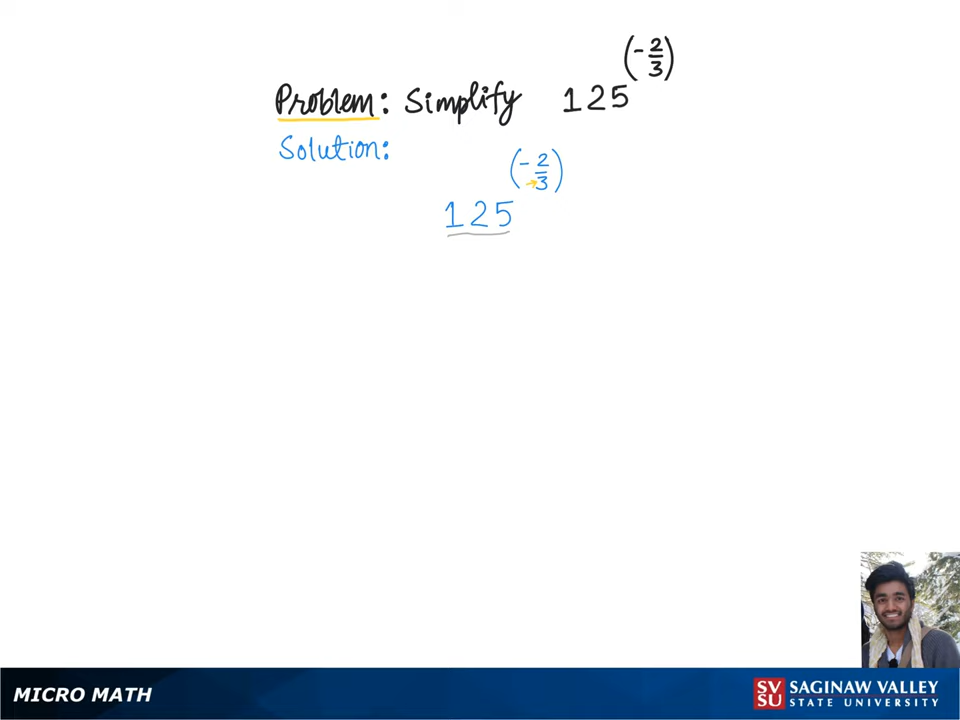 Problem: Simplify 125^(-2/3)
Solution:
125^(-2/3)
MICRO MATH
SV
SU
SAGINAW VALLEY
STATE UNIVERSITY